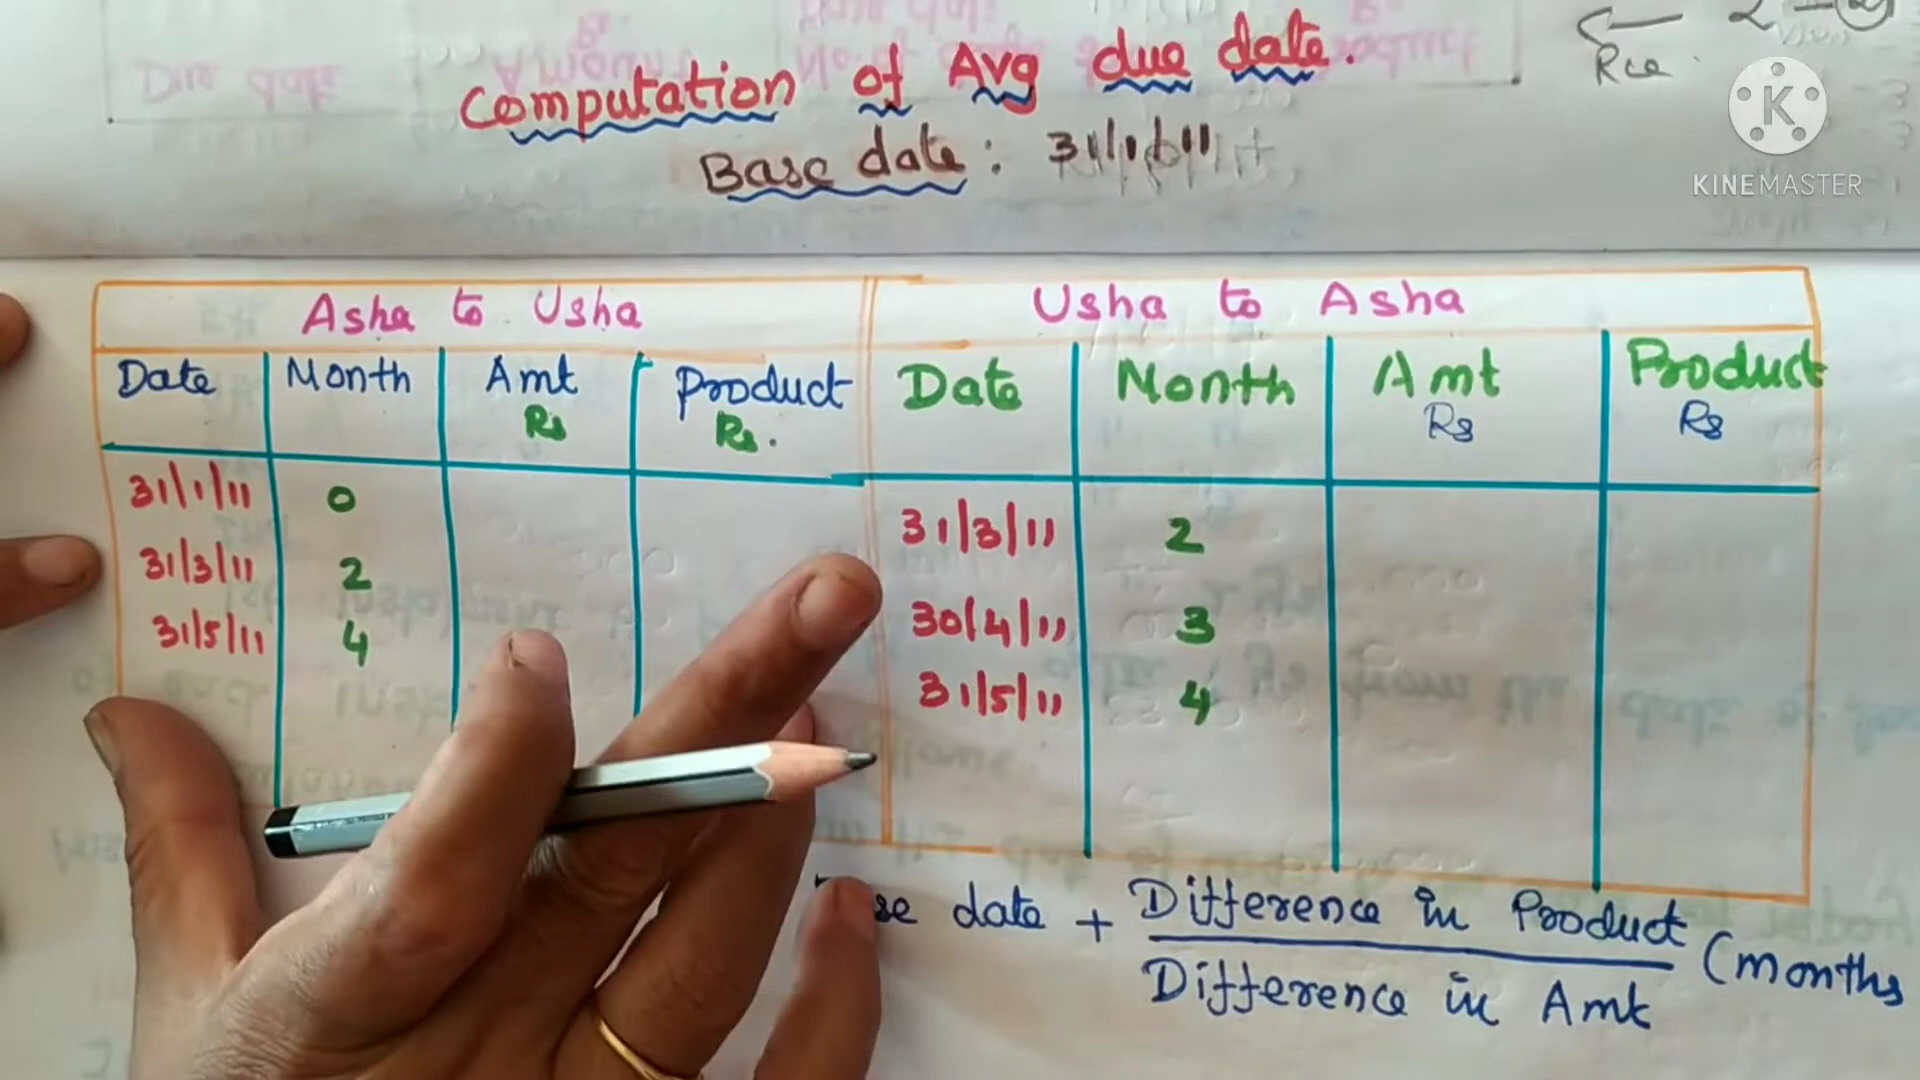 Computation of Avg due date.
Base date: 31/1/11
Rce.
KINEMASTER
Asha to Usha
Usha to Asha
Date Month Amt Rs Product Rs.
Date Month Amt Rs Product Rs
31/1/11 0
31/3/11 2
31/5/11 4
31/3/11 2
30/4/11 3
31/5/11 4
date + Difference in Product (months
Difference in Amt